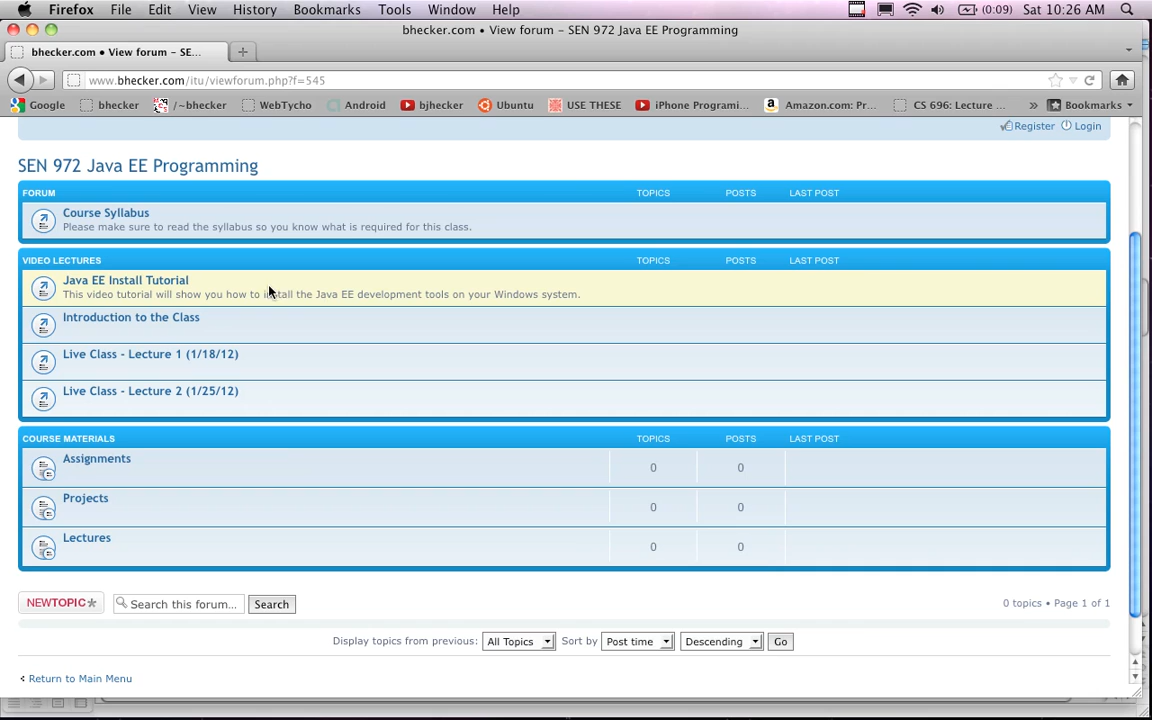 Firefox File Edit View History Bookmarks Tools Window Help (0:09) Sat 10:26 AM
bhecker.com • View forum – SEN 972 Java EE Programming
bhecker.com • View forum – SE...
www.bhecker.com/itu/viewforum.php?f=545
Google bhecker /~bhecker WebTycho Android bjhecker Ubuntu USE THESE iPhone Programi... Amazon.com: Pr... CS 696: Lecture ... » Bookmarks
Register Login
SEN 972 Java EE Programming
FORUM TOPICS POSTS LAST POST
Course Syllabus
Please make sure to read the syllabus so you know what is required for this class.
VIDEO LECTURES TOPICS POSTS LAST POST
Java EE Install Tutorial
This video tutorial will show you how to install the Java EE development tools on your Windows system.
Introduction to the Class
Live Class - Lecture 1 (1/18/12)
Live Class - Lecture 2 (1/25/12)
COURSE MATERIALS TOPICS POSTS LAST POST
Assignments 0 0
Projects 0 0
Lectures 0 0
NEWTOPIC* Search this forum... Search 0 topics • Page 1 of 1
Display topics from previous: All Topics Sort by Post time Descending Go
Return to Main Menu